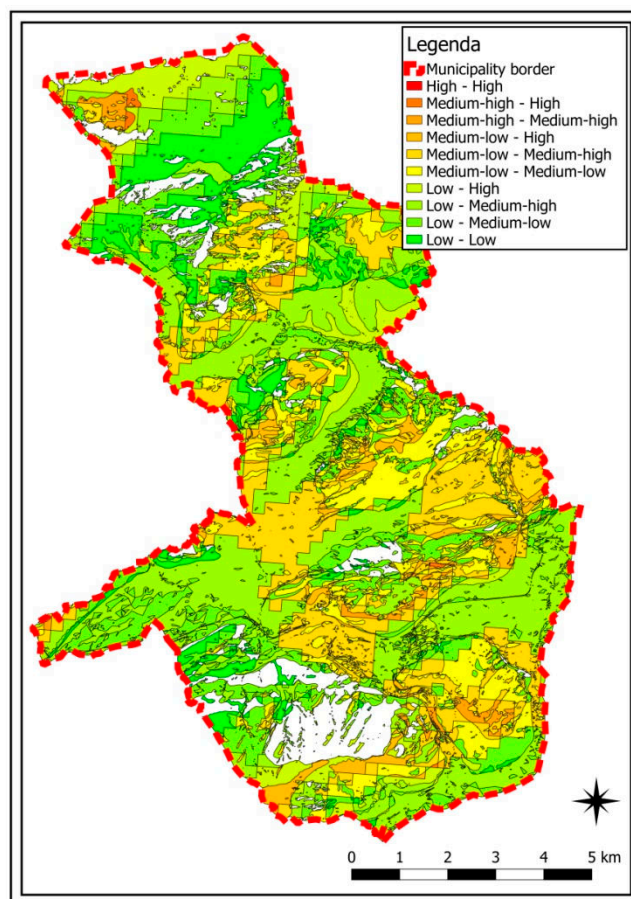 Legenda
Municipality border
High - High
Medium-high - High
Medium-high - Medium-high
Medium-low - High
Medium-low - Medium-high
Medium-low - Medium-low
Low - High
Low - Medium-high
Low - Medium-low
Low - Low
0 1 2 3 4 5 km